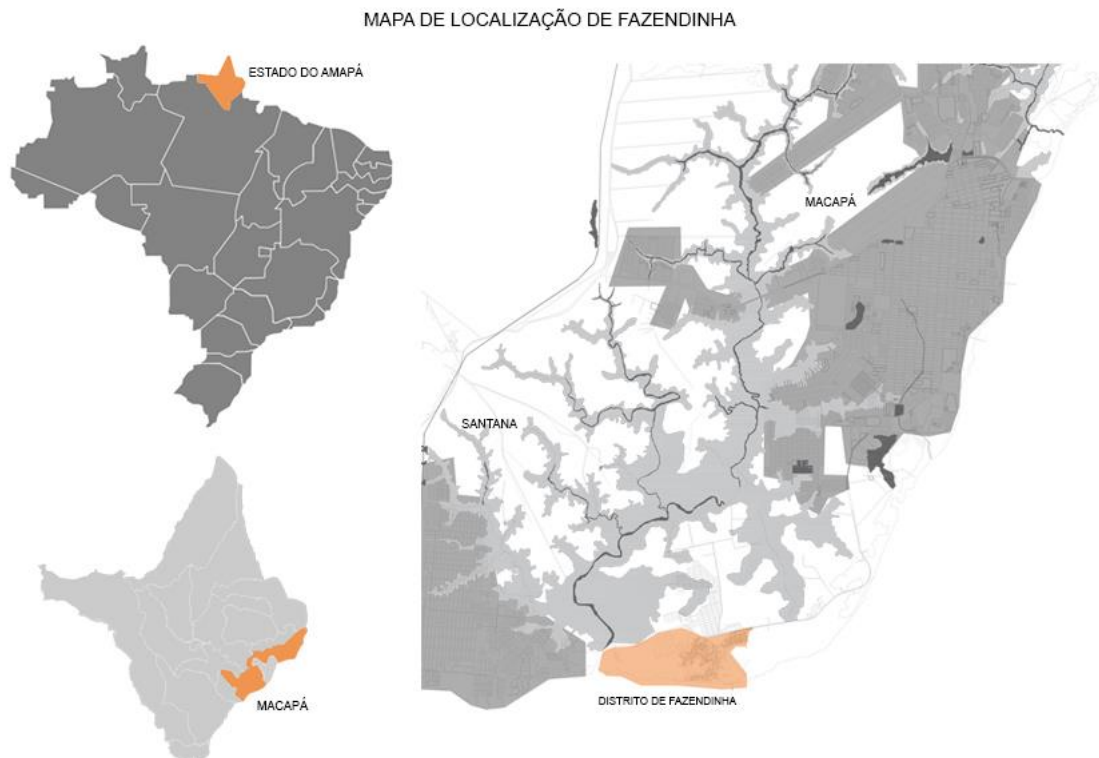 MAPA DE LOCALIZAÇÃO DE FAZENDINHA
ESTADO DO AMAPÁ
MACAPÁ
SANTANA
MACAPÁ
DISTRITO DE FAZENDINHA